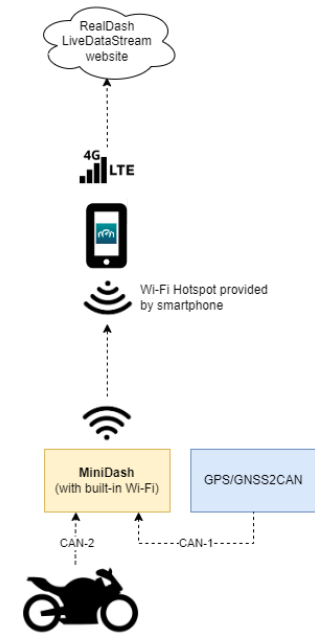 RealDash
LiveDataStream
website
4G
LTE
Wi-Fi Hotspot provided
by smartphone
MiniDash
(with built-in Wi-Fi)
GPS/GNSS2CAN
CAN-2
CAN-1